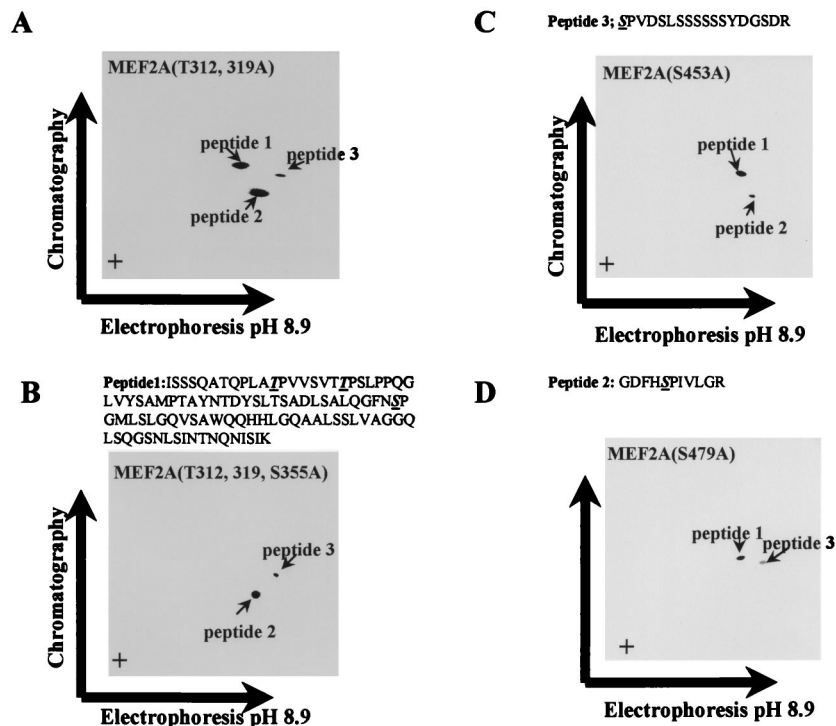 A
MEF2A(T312, 319A)
peptide 1
peptide 3
peptide 2
+
Chromatography
Electrophoresis pH 8.9
B
Peptide1:ISSSQATQPLATPVVSVTTPSLPPQG
LVYSAMPTAYNTDYSLTSADLSALQGFNSP
GMLSLGQVSAWQQHHLGQAALSSLVAGGQ
LSQGSNLSINTNQNISIK
MEF2A(T312, 319, S355A)
peptide 3
peptide 2
+
Chromatography
Electrophoresis pH 8.9
C
Peptide 3; SPVDSLSSSSSSYDGSDR
MEF2A(S453A)
peptide 1
peptide 2
+
Chromatography
Electrophoresis pH 8.9
D
Peptide 2: GDFHSPIVLGR
MEF2A(S479A)
peptide 1
peptide 3
+
Chromatography
Electrophoresis pH 8.9